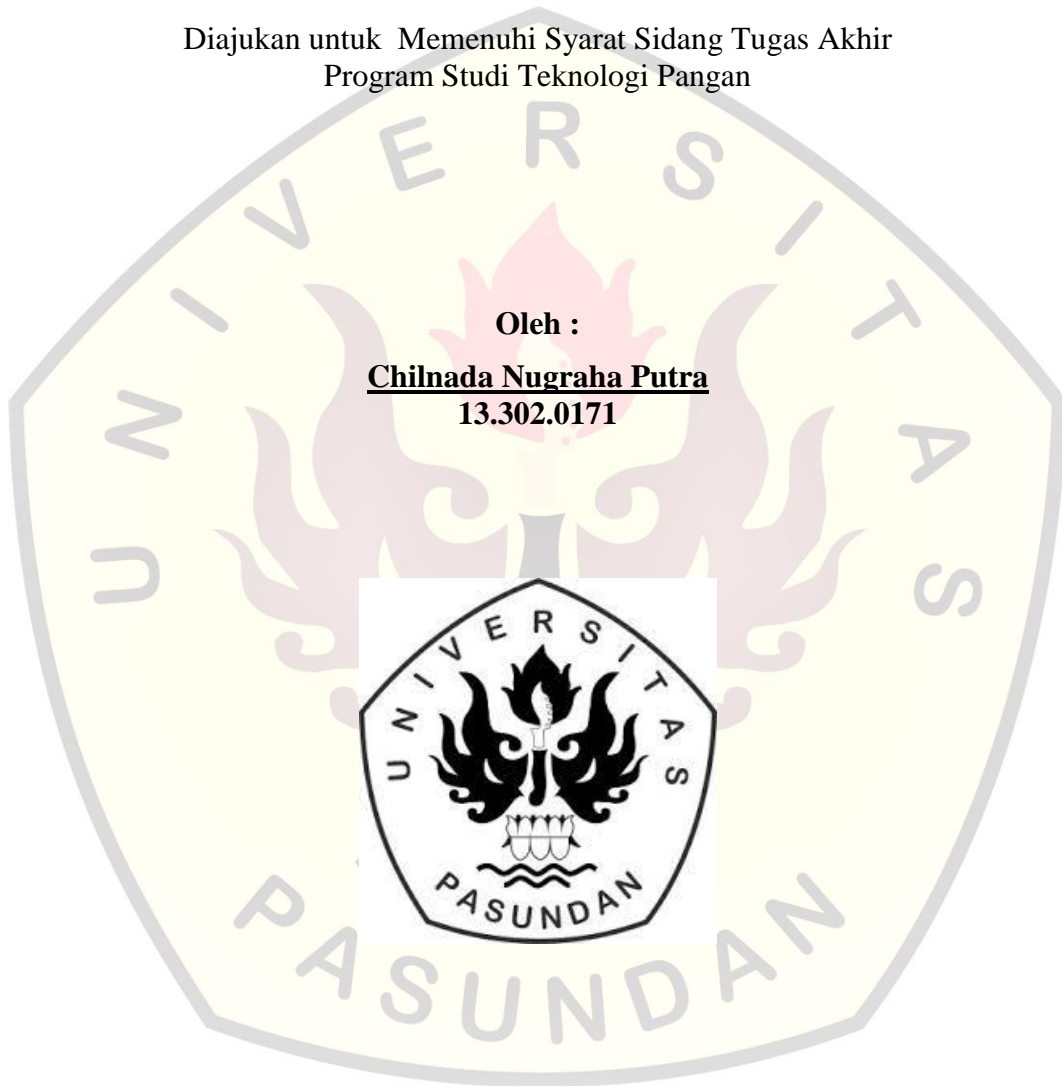 Diajukan untuk Memenuhi Syarat Sidang Tugas Akhir
Program Studi Teknologi Pangan
UNIVERSITAS
Oleh :
Chilnada Nugraha Putra
13.302.0171
UNIVERSITAS
PASUNDAN
PASUNDAN